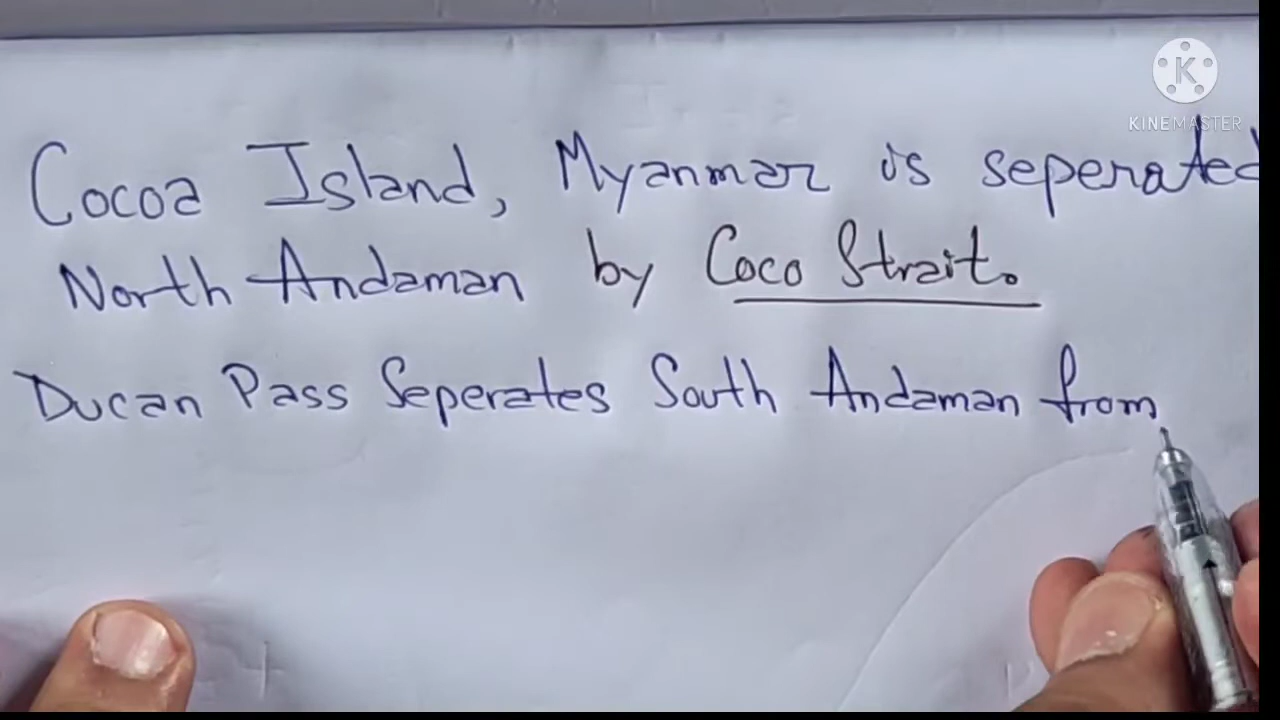 KINEMASTER
Cocoa Island, Myanmar is seperated
North Andaman by Coco Strait.
Ducan Pass Seperates South Andaman from